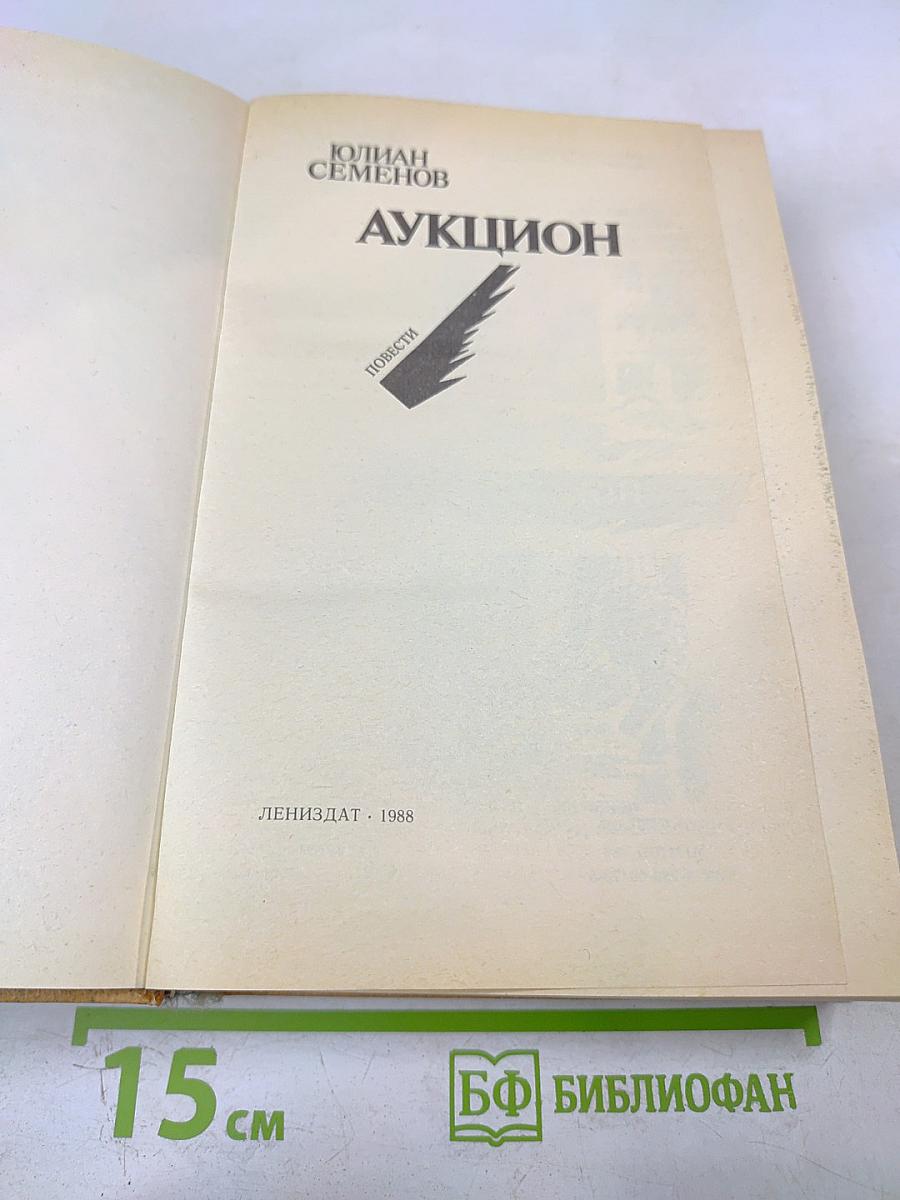 ЮЛИАН
СЕМЕНОВ
АУКЦИОН
ПОВЕСТИ
ЛЕНИЗДАТ · 1988
15 см
БФ БИБЛИОФАН